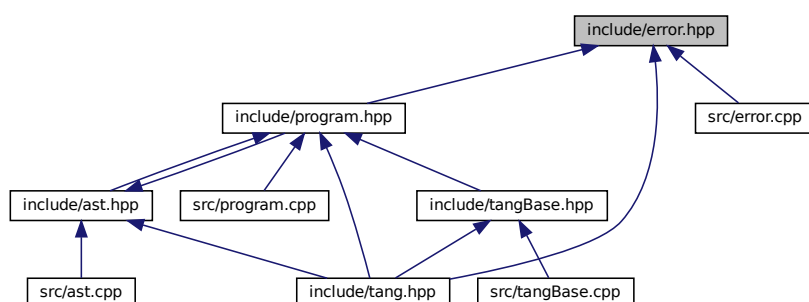 include/error.hpp
include/program.hpp
src/error.cpp
include/ast.hpp
src/program.cpp
include/tangBase.hpp
src/ast.cpp
include/tang.hpp
src/tangBase.cpp